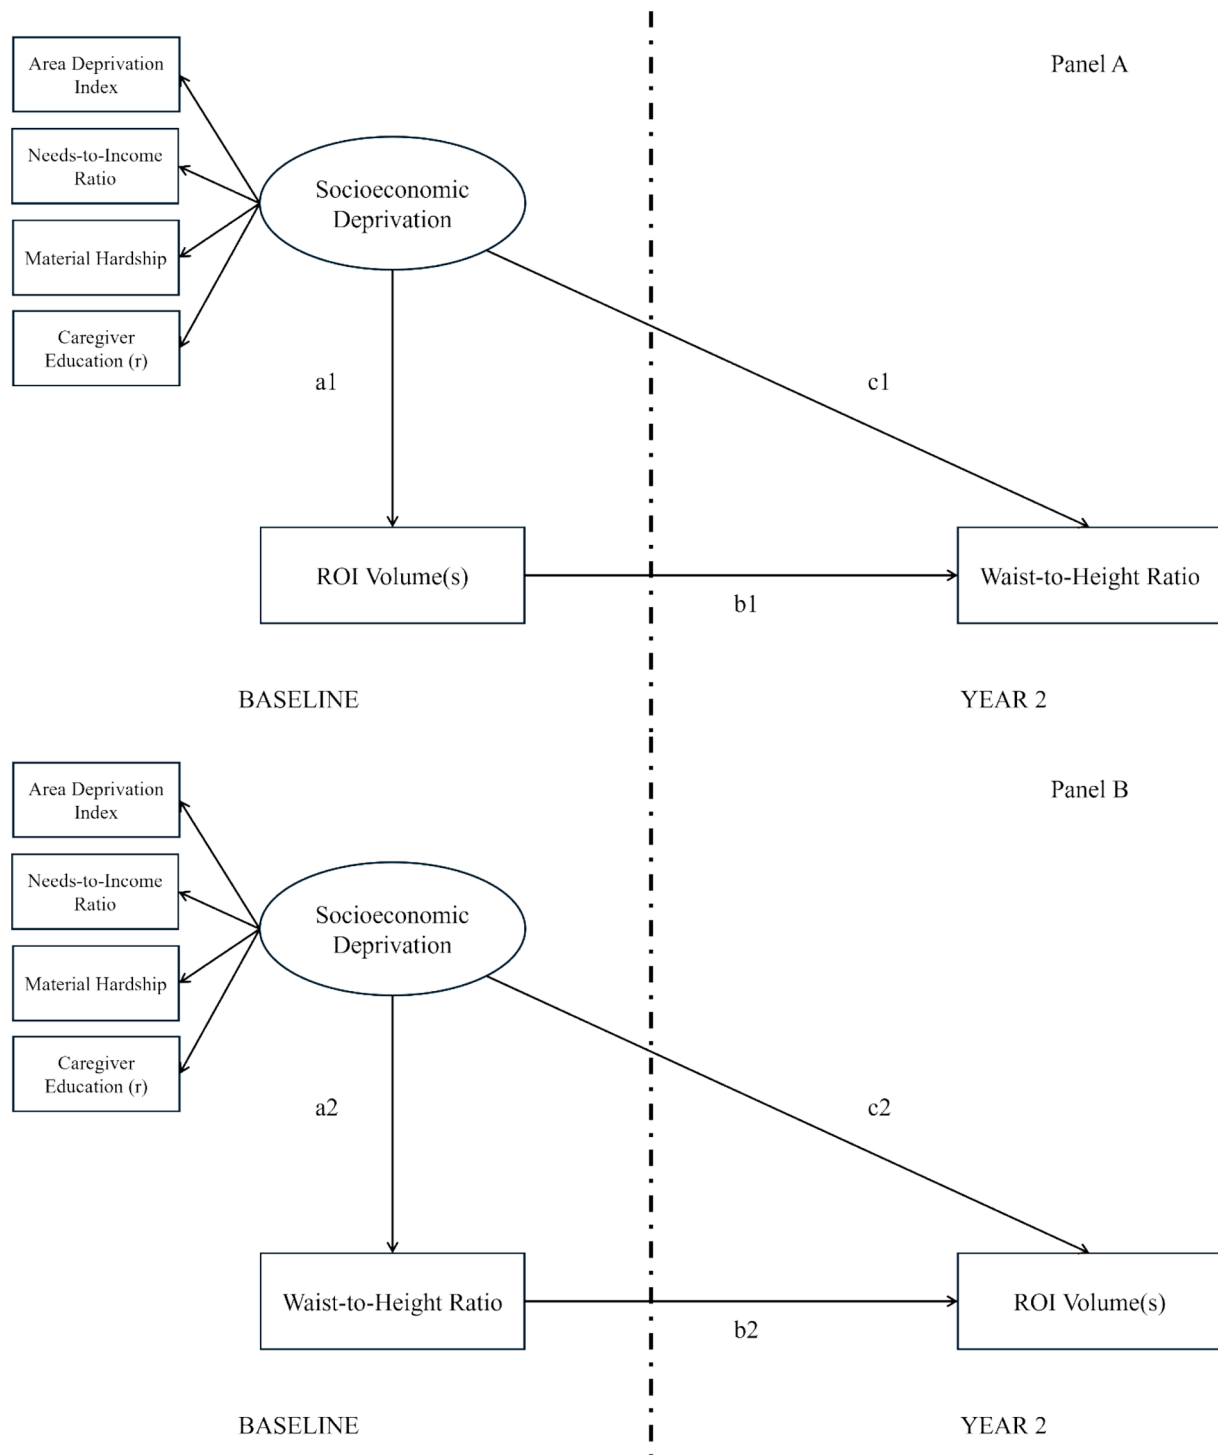 Panel A
Area Deprivation
Index
Needs-to-Income
Ratio
Material Hardship
Caregiver
Education (r)
Socioeconomic
Deprivation
a1
c1
ROI Volume(s)
b1
Waist-to-Height Ratio
BASELINE
YEAR 2
Panel B
Area Deprivation
Index
Needs-to-Income
Ratio
Material Hardship
Caregiver
Education (r)
Socioeconomic
Deprivation
a2
c2
Waist-to-Height Ratio
b2
ROI Volume(s)
BASELINE
YEAR 2